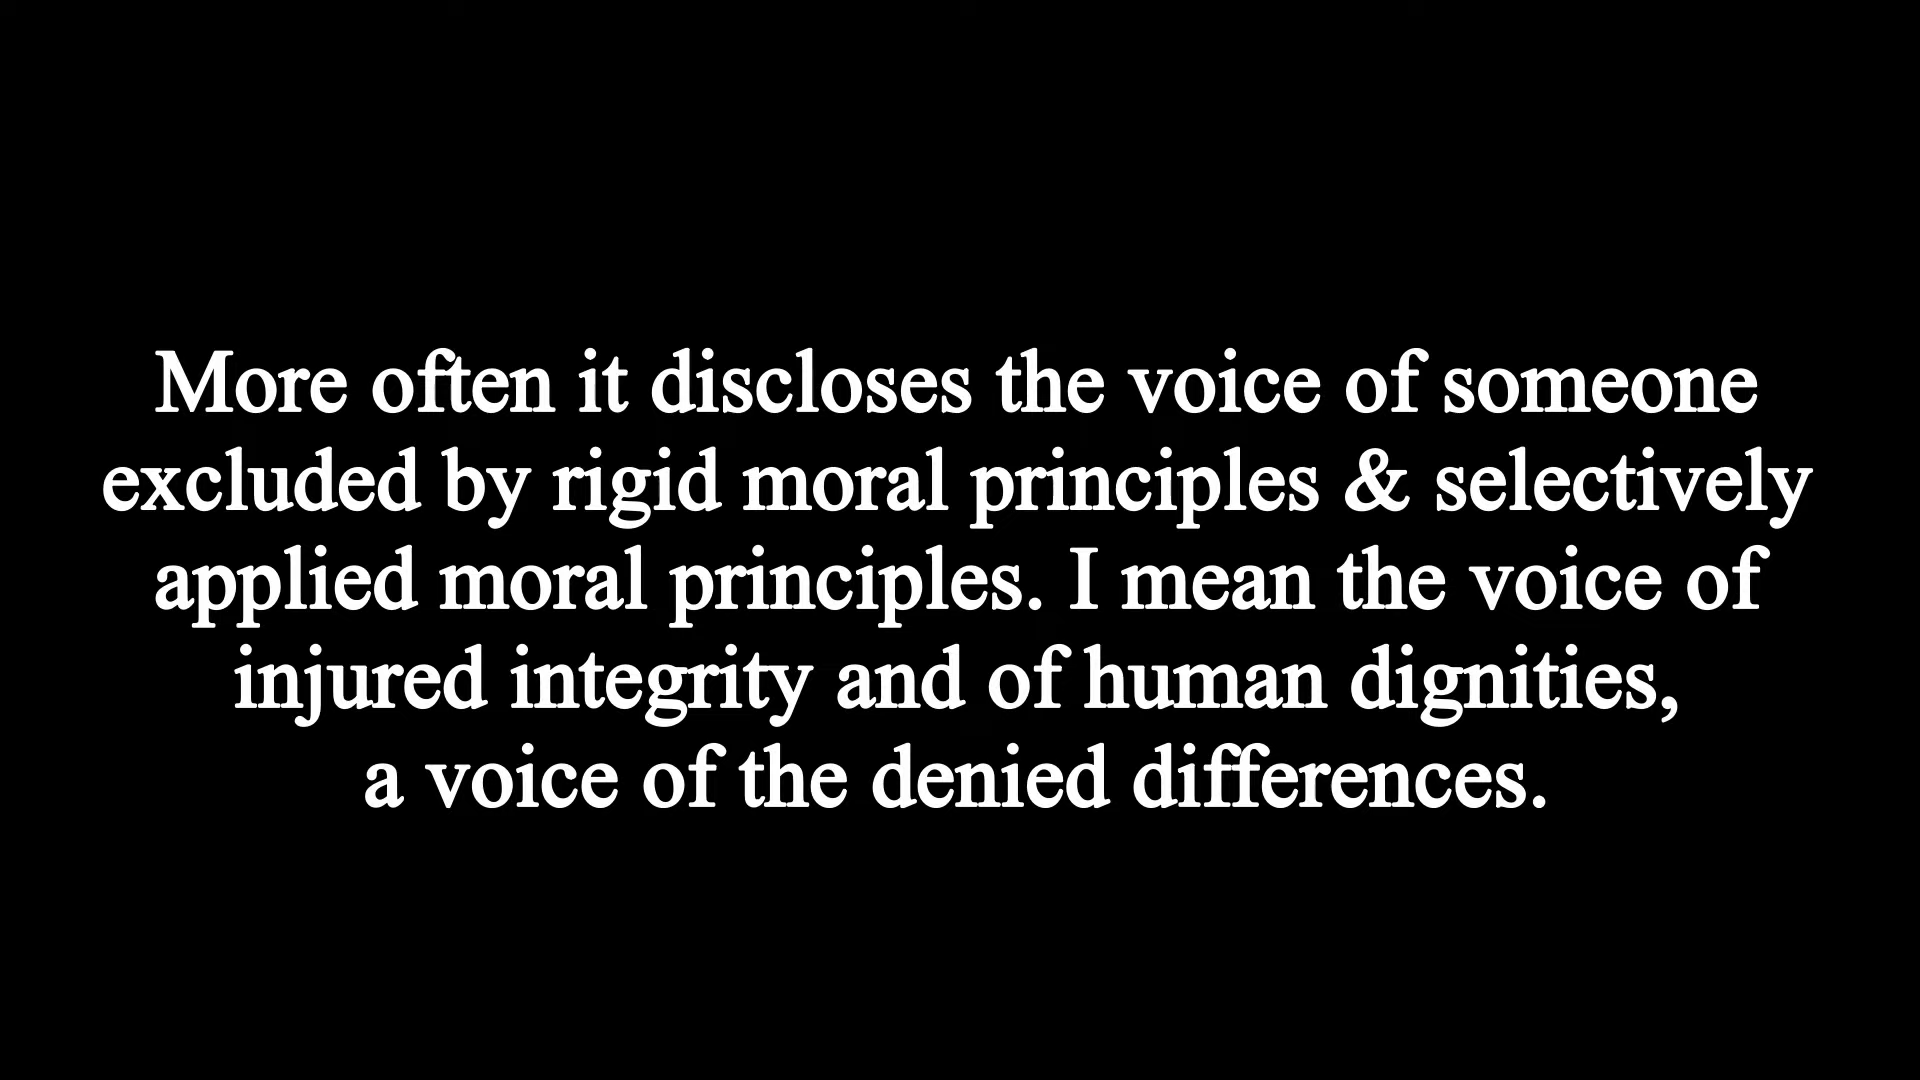 More often it discloses the voice of someone
excluded by rigid moral principles & selectively
applied moral principles. I mean the voice of
injured integrity and of human dignities,
a voice of the denied differences.